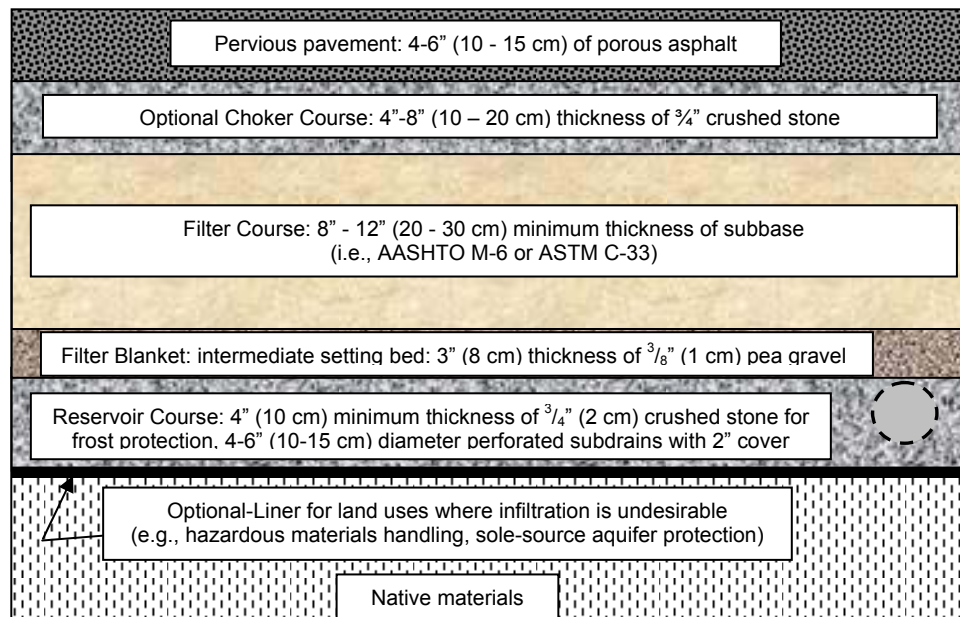 Pervious pavement: 4-6” (10 - 15 cm) of porous asphalt
Optional Choker Course: 4”-8” (10 – 20 cm) thickness of ¾” crushed stone
Filter Course: 8” - 12” (20 - 30 cm) minimum thickness of subbase
(i.e., AASHTO M-6 or ASTM C-33)
Filter Blanket: intermediate setting bed: 3” (8 cm) thickness of 3/8” (1 cm) pea gravel
Reservoir Course: 4” (10 cm) minimum thickness of 3/4” (2 cm) crushed stone for
frost protection, 4-6” (10-15 cm) diameter perforated subdrains with 2” cover
Optional-Liner for land uses where infiltration is undesirable
(e.g., hazardous materials handling, sole-source aquifer protection)
Native materials